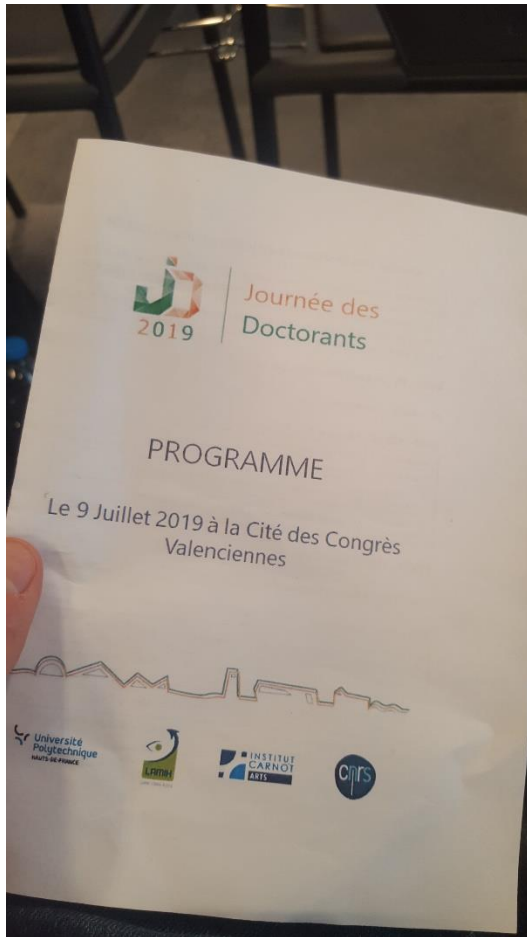 JD
2019
Journée des
Doctorants
PROGRAMME
Le 9 Juillet 2019 à la Cité des Congrès
Valenciennes
Université
Polytechnique
HAUTS-DE-FRANCE
LAMIH
INSTITUT
CARNOT
ARTS
cnrs